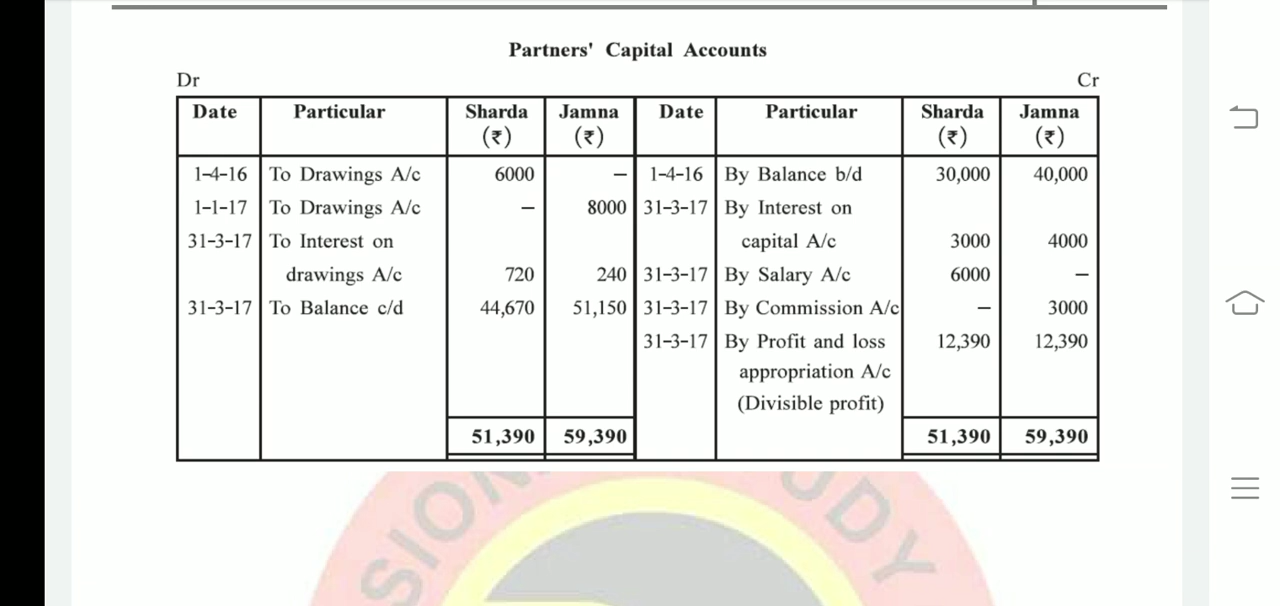 Partners' Capital Accounts
Dr Cr
Date Particular Sharda Jamna Date Particular Sharda Jamna
(₹) (₹) (₹) (₹)
1-4-16 To Drawings A/c 6000 – 1-4-16 By Balance b/d 30,000 40,000
1-1-17 To Drawings A/c – 8000 31-3-17 By Interest on
31-3-17 To Interest on capital A/c 3000 4000
drawings A/c 720 240 31-3-17 By Salary A/c 6000 –
31-3-17 To Balance c/d 44,670 51,150 31-3-17 By Commission A/c – 3000
31-3-17 By Profit and loss 12,390 12,390
appropriation A/c
(Divisible profit)
51,390 59,390 51,390 59,390